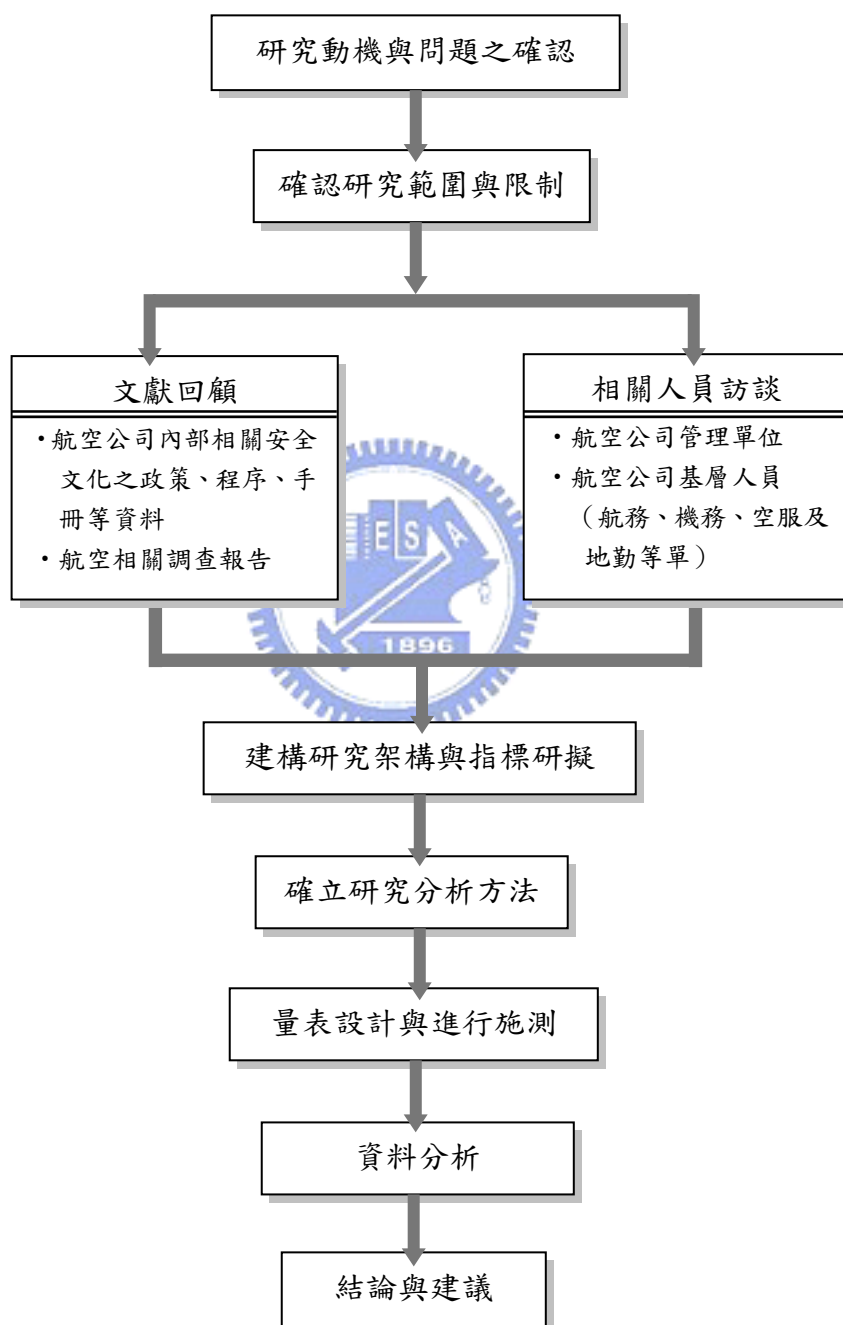 研究動機與問題之確認
確認研究範圍與限制
文獻回顧
・航空公司內部相關安全
文化之政策、程序、手
冊等資料
・航空相關調查報告
相關人員訪談
・航空公司管理單位
・航空公司基層人員
（航務、機務、空服及
地勤等單）
ESA
1896
建構研究架構與指標研擬
確立研究分析方法
量表設計與進行施測
資料分析
結論與建議